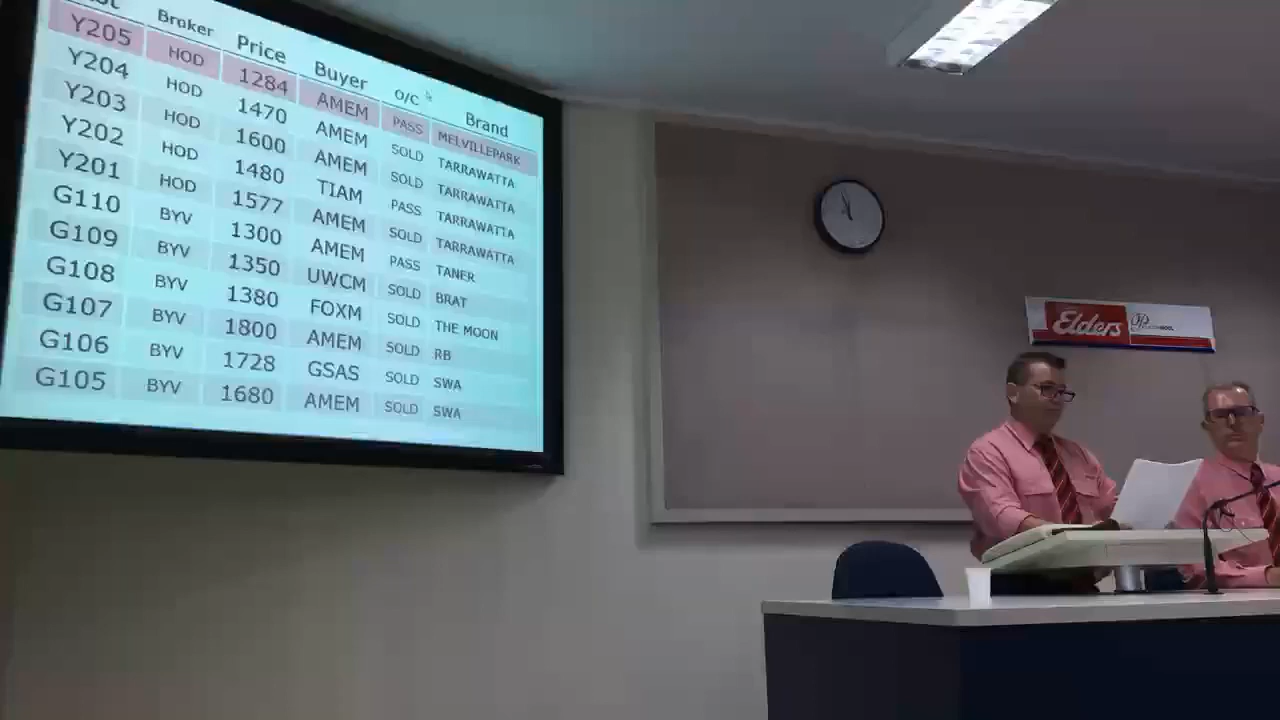 Broker Price Buyer O/C Brand
Y205 HOD 1284 AMEM PASS MELVILLEPARK
Y204 HOD 1470 AMEM SOLD TARRAWATTA
Y203 HOD 1600 AMEM SOLD TARRAWATTA
Y202 HOD 1480 TIAM PASS TARRAWATTA
Y201 HOD 1577 AMEM SOLD TARRAWATTA
G110 BYV 1300 AMEM PASS TANER
G109 BYV 1350 UWCM SOLD BRAT
G108 BYV 1380 FOXM SOLD THE MOON
G107 BYV 1800 AMEM SOLD RB
G106 BYV 1728 GSAS SOLD SWA
G105 BYV 1680 AMEM SOLD SWA
Elders